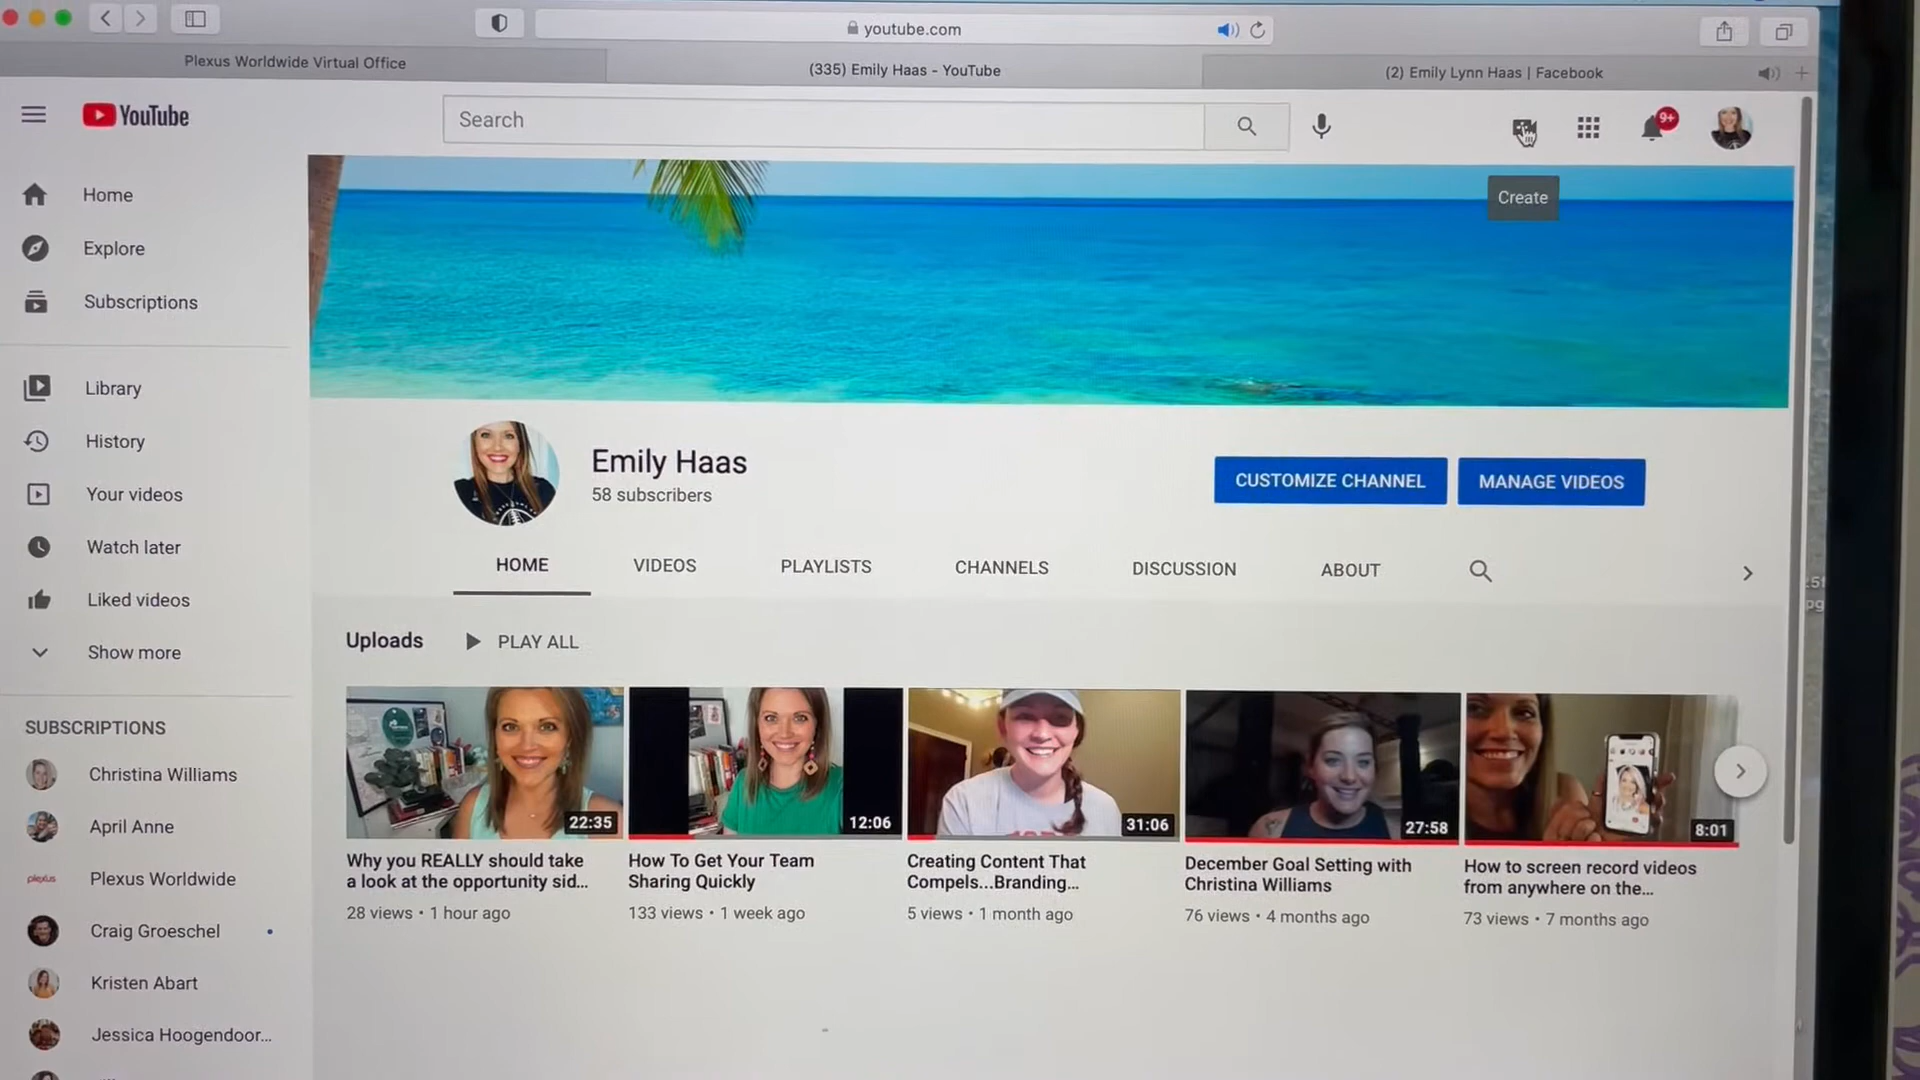 youtube.com
Plexus Worldwide Virtual Office
(335) Emily Haas - YouTube
(2) Emily Lynn Haas | Facebook
YouTube
Search
9+
Create
Home
Explore
Subscriptions
Library
History
Your videos
Watch later
Liked videos
Show more
SUBSCRIPTIONS
Christina Williams
April Anne
plexus
Plexus Worldwide
Craig Groeschel
Kristen Abart
Jessica Hoogendoor...
Emily Haas
58 subscribers
CUSTOMIZE CHANNEL
MANAGE VIDEOS
HOME
VIDEOS
PLAYLISTS
CHANNELS
DISCUSSION
ABOUT
Uploads
PLAY ALL
22:35
Why you REALLY should take
a look at the opportunity sid...
28 views • 1 hour ago
12:06
How To Get Your Team
Sharing Quickly
133 views • 1 week ago
31:06
Creating Content That
Compels...Branding...
5 views • 1 month ago
27:58
December Goal Setting with
Christina Williams
76 views • 4 months ago
8:01
How to screen record videos
from anywhere on the...
73 views • 7 months ago